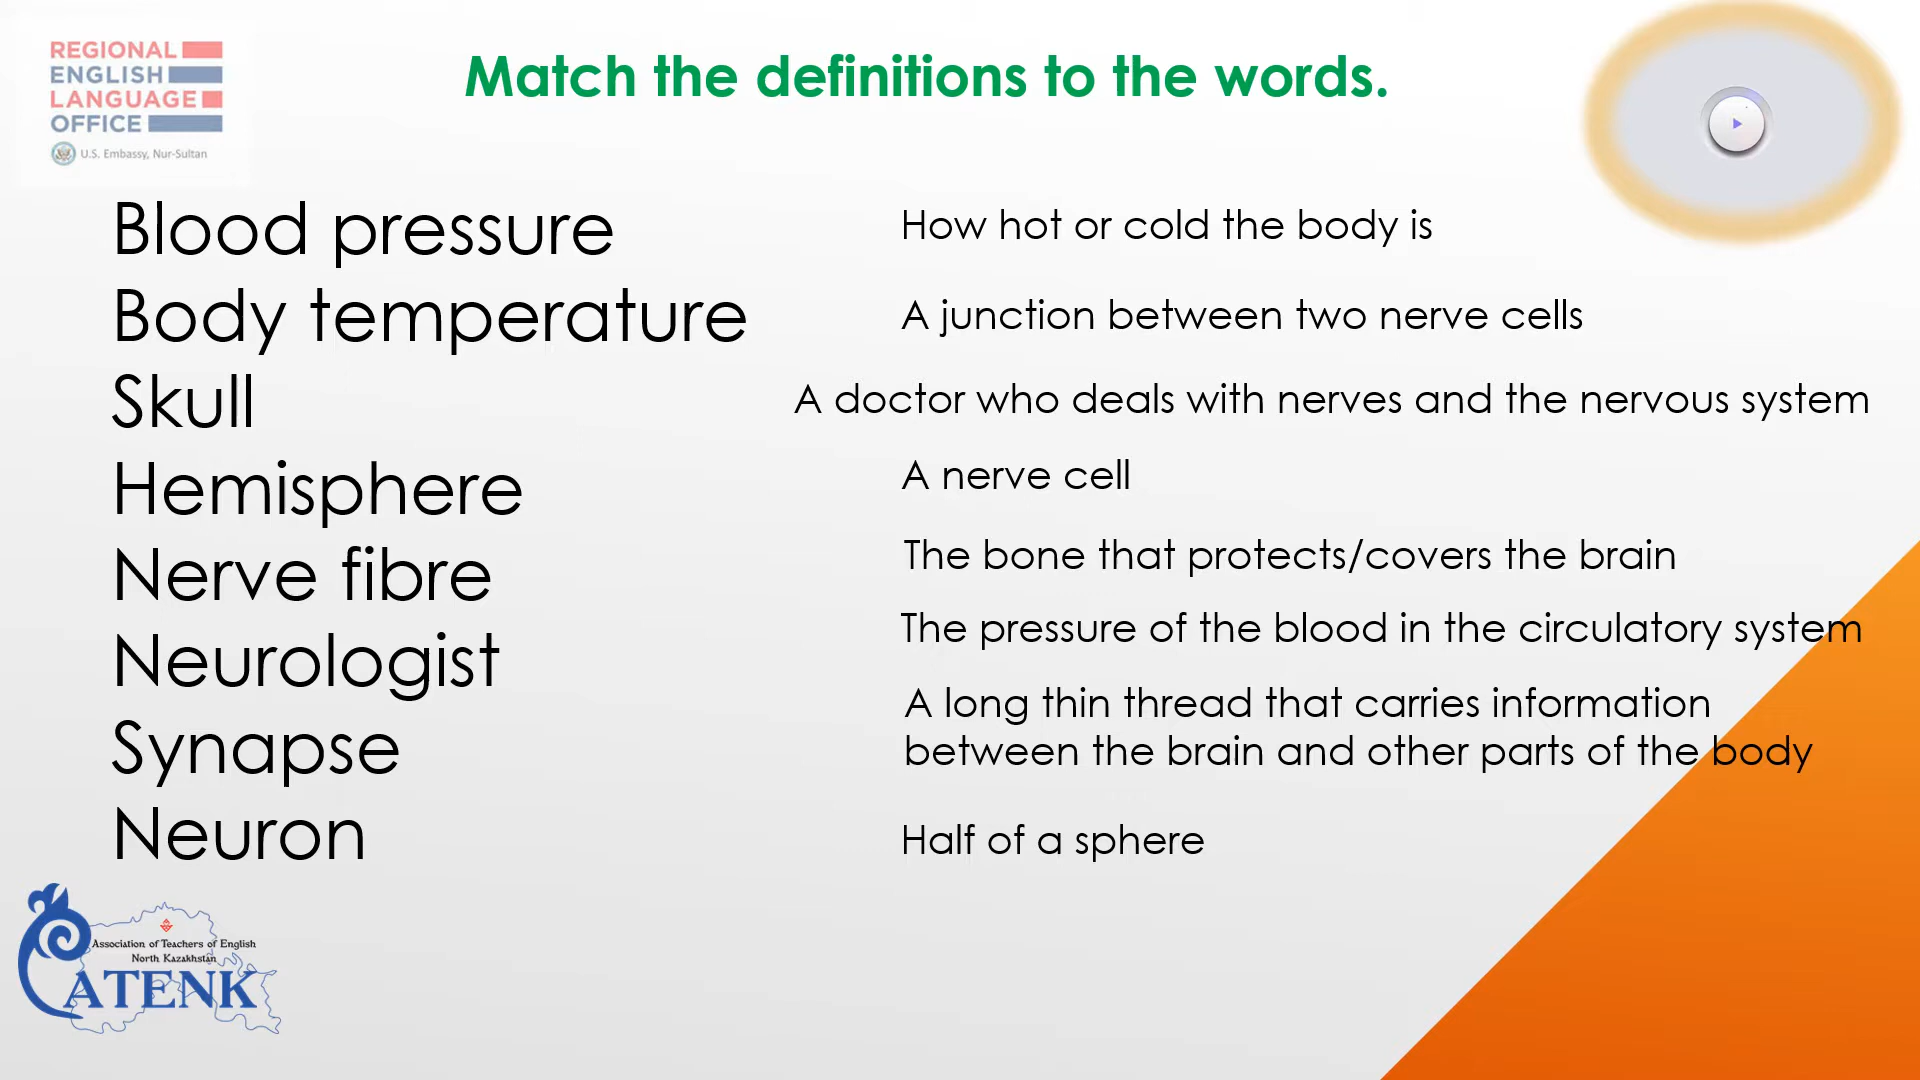 REGIONAL
ENGLISH
LANGUAGE
OFFICE
U.S. Embassy, Nur-Sultan
Match the definitions to the words.
Blood pressure
Body temperature
Skull
Hemisphere
Nerve fibre
Neurologist
Synapse
Neuron
How hot or cold the body is
A junction between two nerve cells
A doctor who deals with nerves and the nervous system
A nerve cell
The bone that protects/covers the brain
The pressure of the blood in the circulatory system
A long thin thread that carries information
between the brain and other parts of the body
Half of a sphere
Association of Teachers of English
North Kazakhstan
ATENK